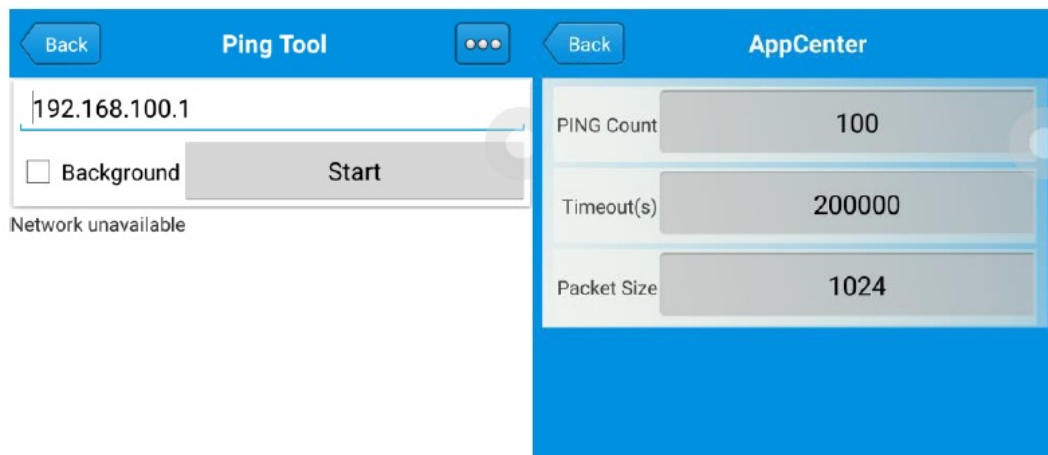 Back
Ping Tool
192.168.100.1
Background
Start
Network unavailable
Back
AppCenter
PING Count
100
Timeout(s)
200000
Packet Size
1024